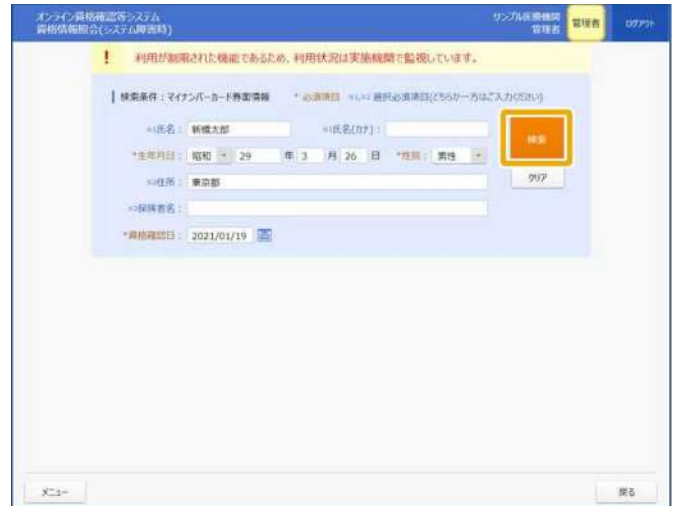 オンライン資格確認等システム
資格情報照会(システム障害時)
サンプル医療機関
管理者
管理者
ログアウト
! 利用が制限された機能であるため、利用状況は実施機関で監視しています。
検索条件:マイナンバーカード券面情報 *必須項目 ※1,※2 選択必須項目(どちらか一方はご入力ください)
※1氏名: 新橋太郎 ※1氏名(カナ):
検索
*生年月日: 昭和 29 年 3 月 26 日 *性別: 男性
クリア
※2住所: 東京都
※2保険者名:
*資格確認日: 2021/01/19
メニュー 戻る